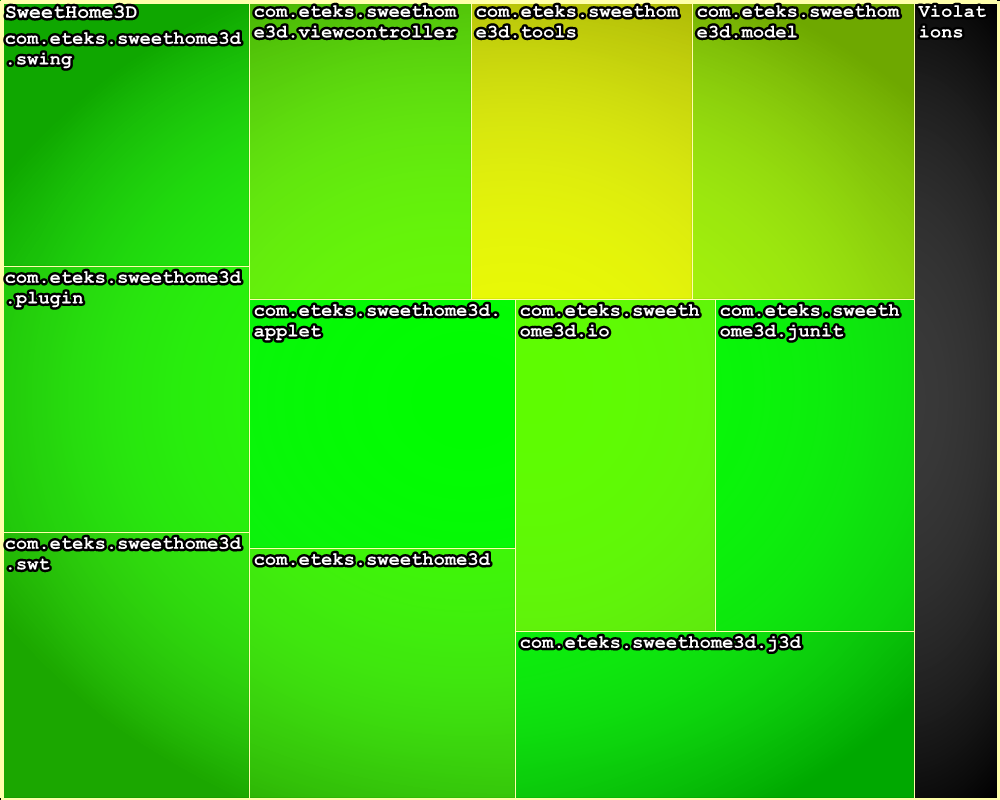 SweetHome3D
com.eteks.sweethome3d
.swing
com.eteks.sweethom
e3d.viewcontroller
com.eteks.sweethom
e3d.tools
com.eteks.sweethom
e3d.model
Violat
ions
com.eteks.sweethome3d
.plugin
com.eteks.sweethome3d.
applet
com.eteks.sweeth
ome3d.io
com.eteks.sweeth
ome3d.junit
com.eteks.sweethome3d
.swt
com.eteks.sweethome3d
com.eteks.sweethome3d.j3d